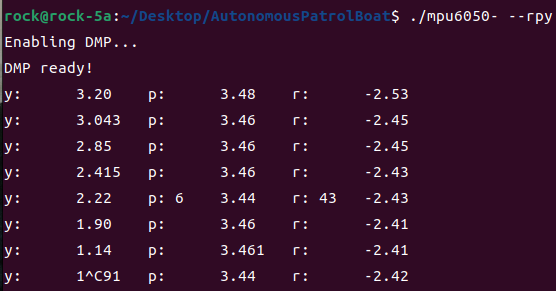 rock@rock-5a:~/Desktop/AutonomousPatrolBoat$ ./mpu6050- --rpy
Enabling DMP...
DMP ready!
y: 3.20 p: 3.48 r: -2.53
y: 3.043 p: 3.46 r: -2.45
y: 2.85 p: 3.46 r: -2.45
y: 2.415 p: 3.46 r: -2.43
y: 2.22 p: 6 3.44 r: 43 -2.43
y: 1.90 p: 3.46 r: -2.41
y: 1.14 p: 3.461 r: -2.41
y: 1^C91 p: 3.44 r: -2.42